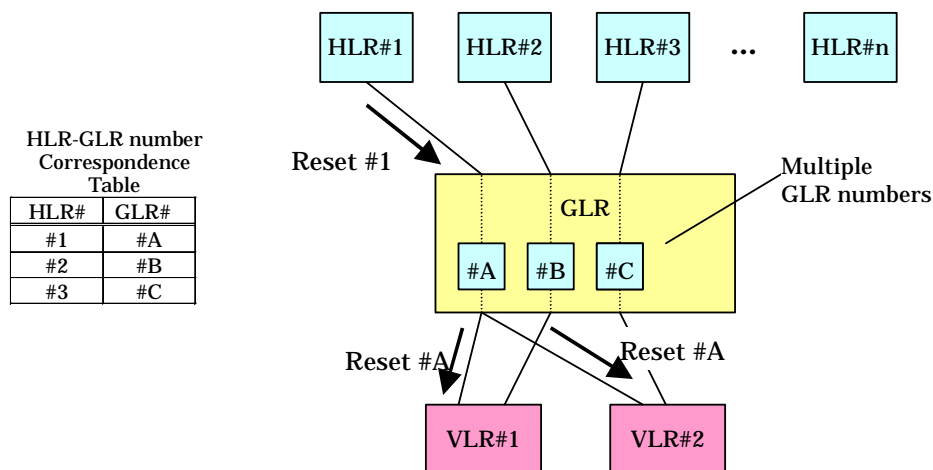 HLR#1
HLR#2
HLR#3
...
HLR#n
HLR-GLR number
Correspondence
Table
HLR# GLR#
#1 #A
#2 #B
#3 #C
Reset #1
Multiple
GLR numbers
GLR
#A
#B
#C
Reset #A
Reset #A
VLR#1
VLR#2